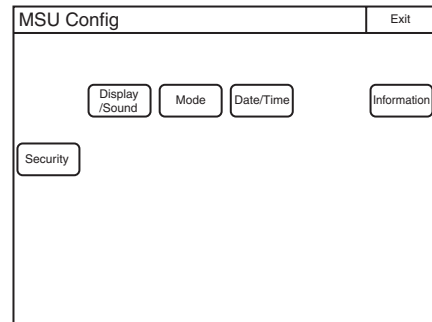 MSU Config
Exit
Display
/Sound
Mode
Date/Time
Information
Security